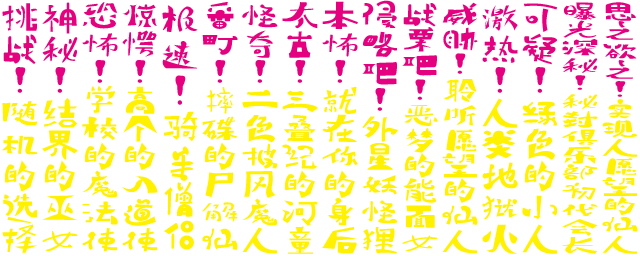 思之欲之！
实现人愿望的仙人
曝光深秘！
秘封俱乐部初代会长
可疑！
绿色的小人
激热！
人类地狱火
威吓！
聆听愿望的仙人
战栗吧！
恶梦的能面女
侵略吧！
外星妖怪狸
本怖！
就在你的身后
太古！
三叠纪的河童
怪奇！
二色披风魔人
番町！
摔碟的尸解仙
极速！
骑僧侣
惊愕！
高个的入道使
恐怖！
学校的魔法使
神秘！
结界的巫女
挑战！
随机的选择